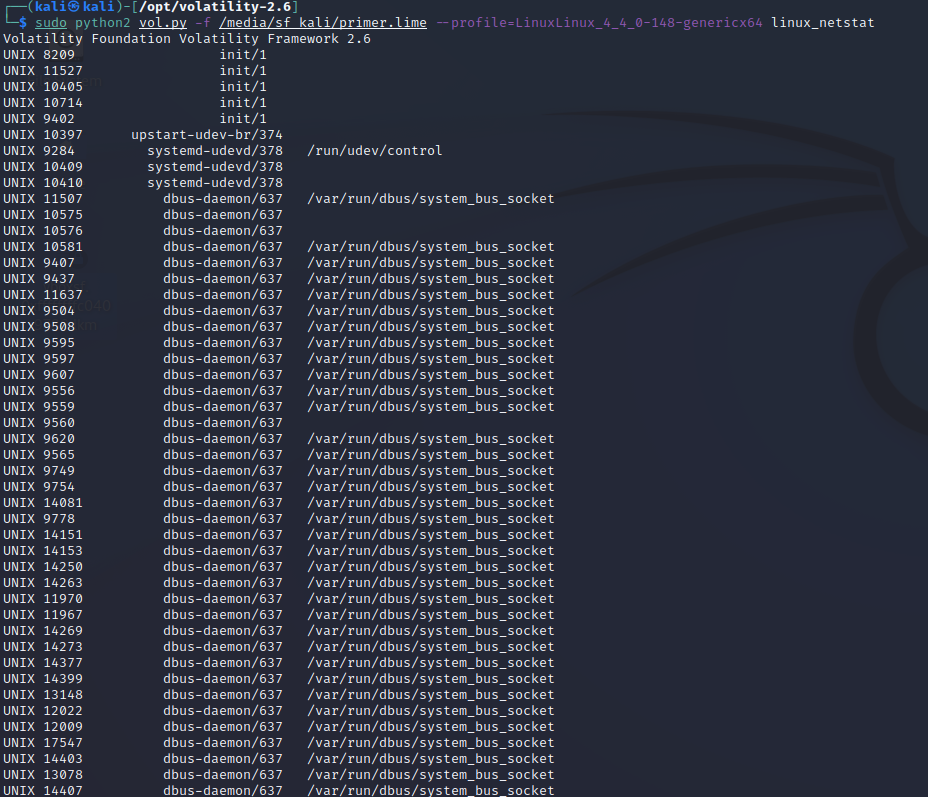 ┌──(kali㉿kali)-[/opt/volatility-2.6]
└─$ sudo python2 vol.py -f /media/sf_kali/primer.lime --profile=LinuxLinux_4_4_0-148-genericx64 linux_netstat
Volatility Foundation Volatility Framework 2.6
UNIX 8209                  init/1
UNIX 11527                 init/1
UNIX 10405                 init/1
UNIX 10714                 init/1
UNIX 9402                  init/1
UNIX 10397      upstart-udev-br/374
UNIX 9284         systemd-udevd/378   /run/udev/control
UNIX 10409        systemd-udevd/378
UNIX 10410        systemd-udevd/378
UNIX 11507          dbus-daemon/637   /var/run/dbus/system_bus_socket
UNIX 10575          dbus-daemon/637
UNIX 10576          dbus-daemon/637
UNIX 10581          dbus-daemon/637   /var/run/dbus/system_bus_socket
UNIX 9407           dbus-daemon/637   /var/run/dbus/system_bus_socket
UNIX 9437           dbus-daemon/637   /var/run/dbus/system_bus_socket
UNIX 11637          dbus-daemon/637   /var/run/dbus/system_bus_socket
UNIX 9504           dbus-daemon/637   /var/run/dbus/system_bus_socket
UNIX 9508           dbus-daemon/637   /var/run/dbus/system_bus_socket
UNIX 9595           dbus-daemon/637   /var/run/dbus/system_bus_socket
UNIX 9597           dbus-daemon/637   /var/run/dbus/system_bus_socket
UNIX 9607           dbus-daemon/637   /var/run/dbus/system_bus_socket
UNIX 9556           dbus-daemon/637   /var/run/dbus/system_bus_socket
UNIX 9559           dbus-daemon/637   /var/run/dbus/system_bus_socket
UNIX 9560           dbus-daemon/637
UNIX 9620           dbus-daemon/637   /var/run/dbus/system_bus_socket
UNIX 9565           dbus-daemon/637   /var/run/dbus/system_bus_socket
UNIX 9749           dbus-daemon/637   /var/run/dbus/system_bus_socket
UNIX 9754           dbus-daemon/637   /var/run/dbus/system_bus_socket
UNIX 14081          dbus-daemon/637   /var/run/dbus/system_bus_socket
UNIX 9778           dbus-daemon/637   /var/run/dbus/system_bus_socket
UNIX 14151          dbus-daemon/637   /var/run/dbus/system_bus_socket
UNIX 14153          dbus-daemon/637   /var/run/dbus/system_bus_socket
UNIX 14250          dbus-daemon/637   /var/run/dbus/system_bus_socket
UNIX 14263          dbus-daemon/637   /var/run/dbus/system_bus_socket
UNIX 11970          dbus-daemon/637   /var/run/dbus/system_bus_socket
UNIX 11967          dbus-daemon/637   /var/run/dbus/system_bus_socket
UNIX 14269          dbus-daemon/637   /var/run/dbus/system_bus_socket
UNIX 14273          dbus-daemon/637   /var/run/dbus/system_bus_socket
UNIX 14377          dbus-daemon/637   /var/run/dbus/system_bus_socket
UNIX 14399          dbus-daemon/637   /var/run/dbus/system_bus_socket
UNIX 13148          dbus-daemon/637   /var/run/dbus/system_bus_socket
UNIX 12022          dbus-daemon/637   /var/run/dbus/system_bus_socket
UNIX 12009          dbus-daemon/637   /var/run/dbus/system_bus_socket
UNIX 17547          dbus-daemon/637   /var/run/dbus/system_bus_socket
UNIX 14403          dbus-daemon/637   /var/run/dbus/system_bus_socket
UNIX 13078          dbus-daemon/637   /var/run/dbus/system_bus_socket
UNIX 14407          dbus-daemon/637   /var/run/dbus/system_bus_socket